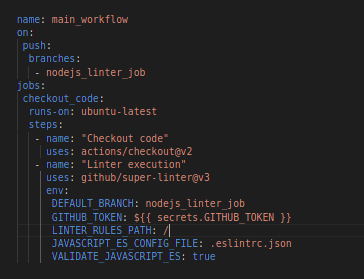 name: main_workflow
on:
 push:
  branches:
   - nodejs_linter_job
jobs:
 checkout_code:
  runs-on: ubuntu-latest
  steps:
   - name: "Checkout code"
     uses: actions/checkout@v2
   - name: "Linter execution"
     uses: github/super-linter@v3
     env:
      DEFAULT_BRANCH: nodejs_linter_job
      GITHUB_TOKEN: ${{ secrets.GITHUB_TOKEN }}
      LINTER_RULES_PATH: /
      JAVASCRIPT_ES_CONFIG_FILE: .eslintrc.json
      VALIDATE_JAVASCRIPT_ES: true